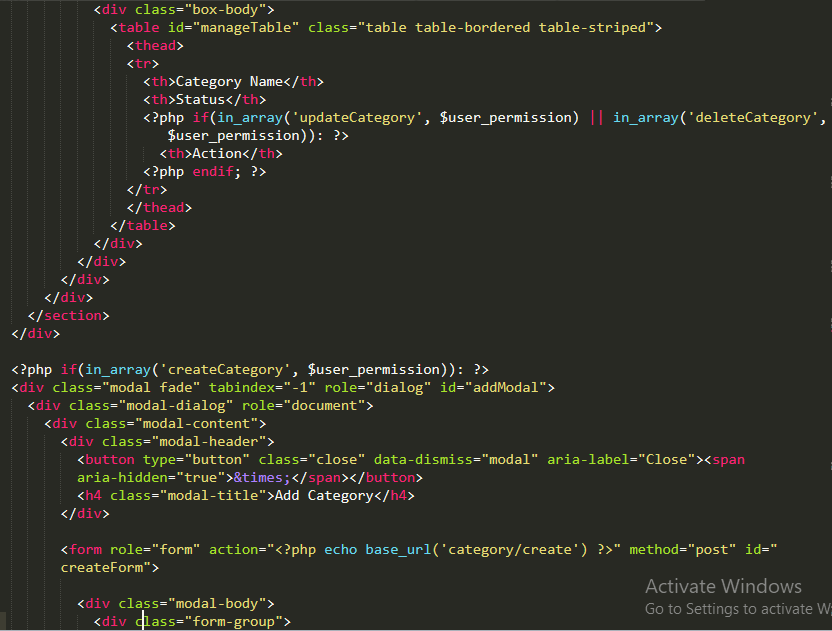 <div class="box-body">
<table id="manageTable" class="table table-bordered table-striped">
<thead>
<tr>
<th>Category Name</th>
<th>Status</th>
<?php if(in_array('updateCategory', $user_permission) || in_array('deleteCategory',
$user_permission)): ?>
<th>Action</th>
<?php endif; ?>
</tr>
</thead>
</table>
</div>
</div>
</div>
</div>
</section>
</div>
<?php if(in_array('createCategory', $user_permission)): ?>
<div class="modal fade" tabindex="-1" role="dialog" id="addModal">
<div class="modal-dialog" role="document">
<div class="modal-content">
<div class="modal-header">
<button type="button" class="close" data-dismiss="modal" aria-label="Close"><span
aria-hidden="true">&times;</span></button>
<h4 class="modal-title">Add Category</h4>
</div>
<form role="form" action="<?php echo base_url('category/create') ?>" method="post" id="
createForm">
<div class="modal-body">
<div class="form-group">
Activate Windows
Go to Settings to activate W